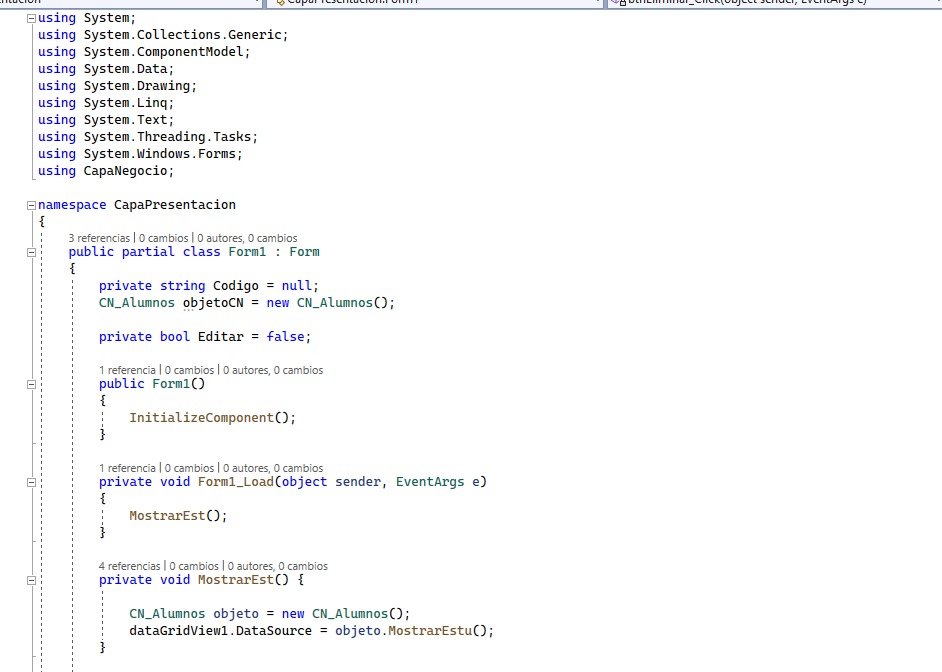 CapaPresentacion.Form1
btnEliminar_Click(object sender, EventArgs e)
using System;
using System.Collections.Generic;
using System.ComponentModel;
using System.Data;
using System.Drawing;
using System.Linq;
using System.Text;
using System.Threading.Tasks;
using System.Windows.Forms;
using CapaNegocio;
namespace CapaPresentacion
{
3 referencias | 0 cambios | 0 autores, 0 cambios
public partial class Form1 : Form
{
private string Codigo = null;
CN_Alumnos objetoCN = new CN_Alumnos();
private bool Editar = false;
1 referencia | 0 cambios | 0 autores, 0 cambios
public Form1()
{
InitializeComponent();
}
1 referencia | 0 cambios | 0 autores, 0 cambios
private void Form1_Load(object sender, EventArgs e)
{
MostrarEst();
}
4 referencias | 0 cambios | 0 autores, 0 cambios
private void MostrarEst() {
CN_Alumnos objeto = new CN_Alumnos();
dataGridView1.DataSource = objeto.MostrarEstu();
}